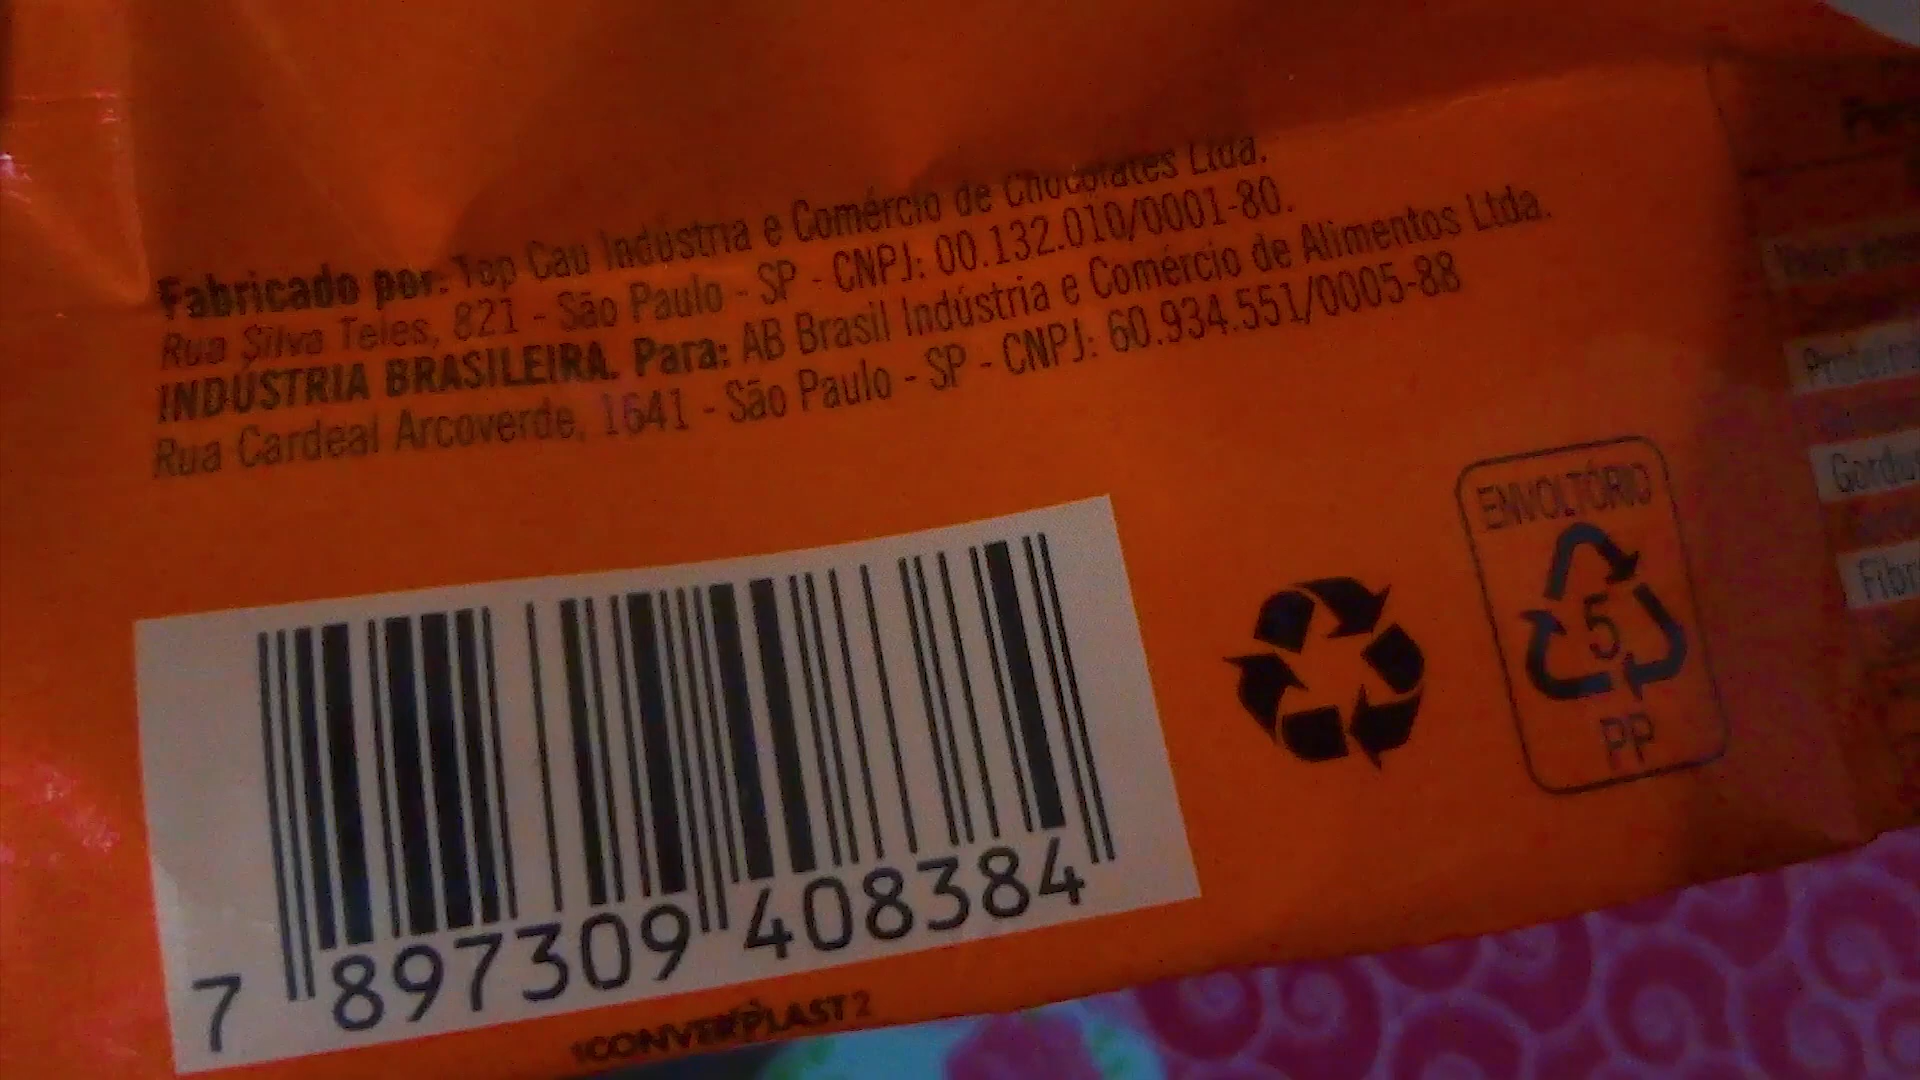 Fabricado por: Top Cau Indústria e Comércio de Chocolates Ltda.
Rua Silva Teles, 821 - São Paulo - SP - CNPJ: 00.132.010/0001-80.
INDÚSTRIA BRASILEIRA. Para: AB Brasil Indústria e Comércio de Alimentos Ltda.
Rua Cardeal Arcoverde, 1641 - São Paulo - SP - CNPJ: 60.934.551/0005-88
ENVOLTÓRIO
5
PP
7 897309 408384
CONVERPLAST 2